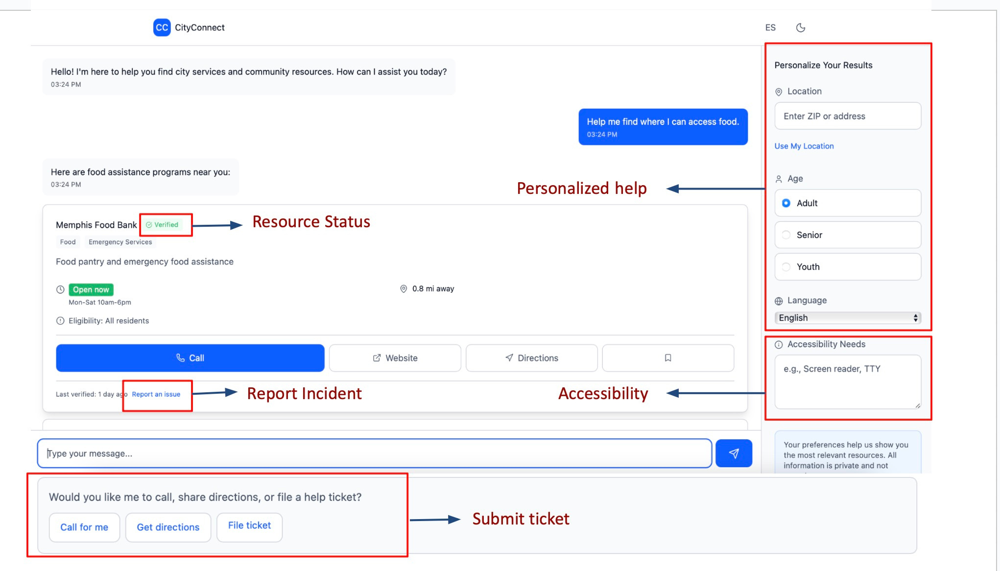 CC CityConnect
ES
Hello! I'm here to help you find city services and community resources. How can I assist you today?
03:24 PM
Help me find where I can access food.
03:24 PM
Here are food assistance programs near you:
03:24 PM
Personalized help
Memphis Food Bank Verified
Resource Status
Food Emergency Services
Food pantry and emergency food assistance
Open now
Mon-Sat 10am-6pm
0.8 mi away
Eligibility: All residents
Call Website Directions
Last verified: 1 day ago Report an issue
Report Incident
Accessibility
Type your message...
Personalize Your Results
Location
Enter ZIP or address
Use My Location
Age
Adult
Senior
Youth
Language
English
Accessibility Needs
e.g., Screen reader, TTY
Your preferences help us show you
the most relevant resources. All
information is private and not
Would you like me to call, share directions, or file a help ticket?
Call for me Get directions File ticket
Submit ticket